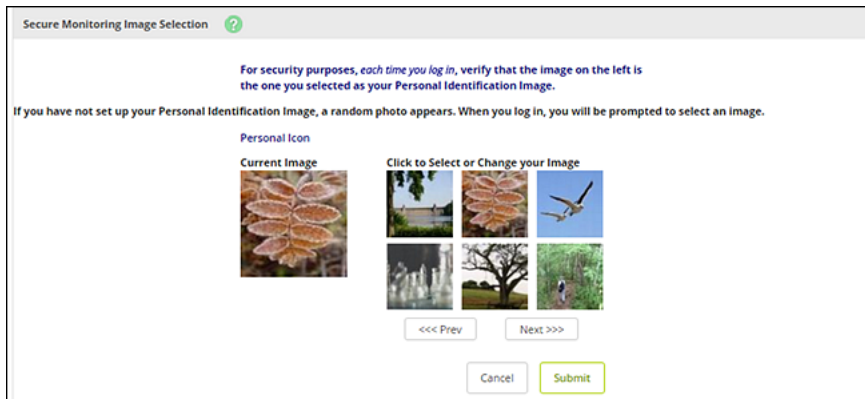 Secure Monitoring Image Selection ?
For security purposes, each time you log in, verify that the image on the left is
the one you selected as your Personal Identification Image.
If you have not set up your Personal Identification Image, a random photo appears. When you log in, you will be prompted to select an image.
Personal Icon
Current Image Click to Select or Change your Image
<<< Prev Next >>>
Cancel Submit